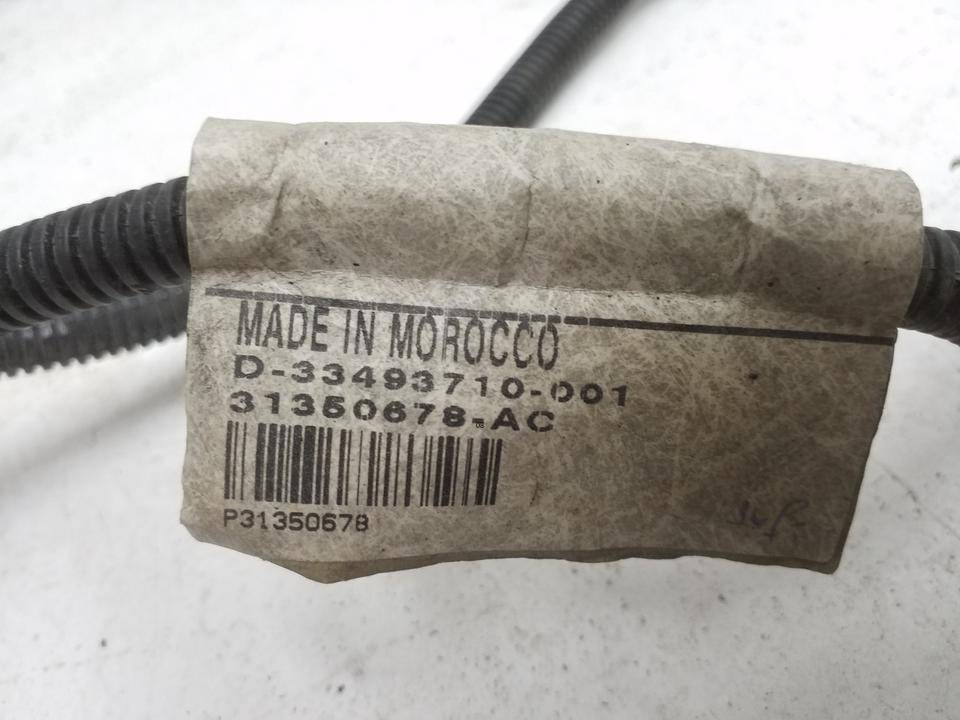 MADE IN MOROCCO
D-33493710-001
31350678-AC
P31350678